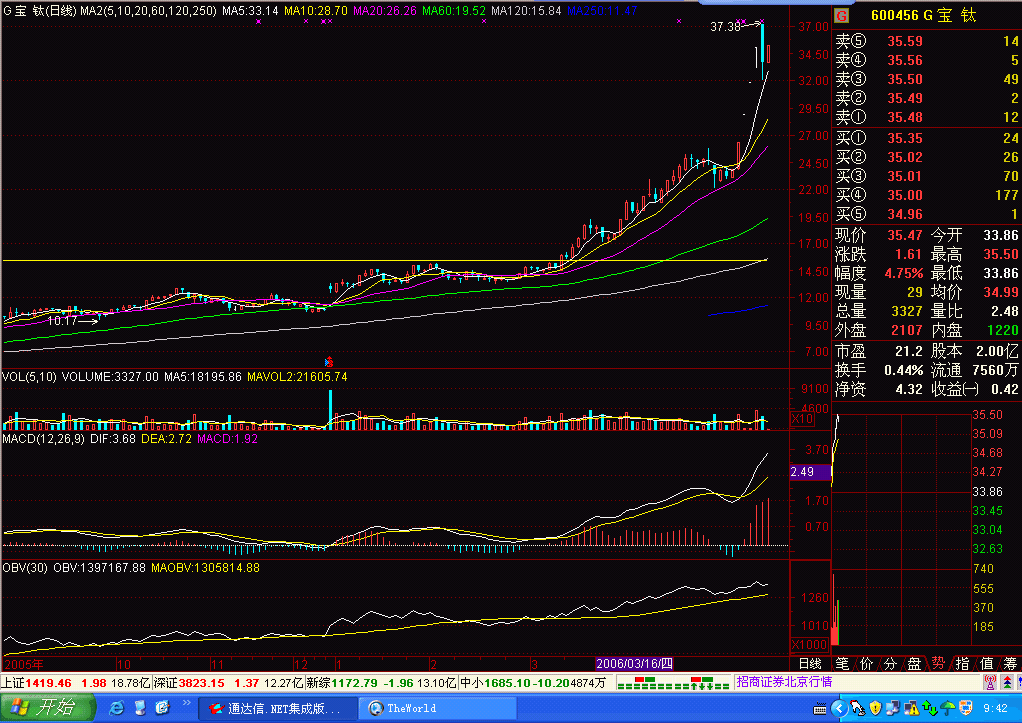 G宝 钛(日线) MA2(5,10,20,60,120,250) MA5:33.14 MA10:28.70 MA20:26.26 MA60:19.52 MA120:15.84 MA250:11.47
G 600456 G宝 钛
37.38
37.00
34.50
32.00
29.50
27.00
24.50
22.00
19.50
17.00
14.50
12.00
9.50
7.00
10.17
卖⑤ 35.59 14
卖④ 35.56 5
卖③ 35.50 49
卖② 35.49 2
卖① 35.48 12
买① 35.35 24
买② 35.02 26
买③ 35.01 70
买④ 35.00 177
买⑤ 34.96 1
现价 35.47 今开 33.86
涨跌 1.61 最高 35.50
幅度 4.75% 最低 33.86
现量 29 均价 34.99
总量 3327 量比 2.48
外盘 2107 内盘 1220
市盈 21.2 股本 2.00亿
换手 0.44% 流通 7560万
净资 4.32 收益(一) 0.42
VOL(5,10) VOLUME:3327.00 MA5:18195.86 MAVOL2:21605.74
9100
4600
X10
MACD(12,26,9) DIF:3.68 DEA:2.72 MACD:1.92
3.70
2.49
1.70
0.70
OBV(30) OBV:1397167.88 MAOBV:1305814.88
1260
1010
X1000
35.50
35.09
34.68
34.27
33.86
33.45
33.04
32.63
740
555
370
185
2005年 10 11 12 1 2 3 2006/03/16/四 日线
笔 价 分 盘 势 指 值 筹
上证1419.46 1.98 18.78亿 深证3823.15 1.37 12.27亿 新综1172.79 -1.96 13.10亿 中小1685.10 -10.20 4874万 招商证券北京行情
开始 通达信.NET集成版... TheWorld 9:42